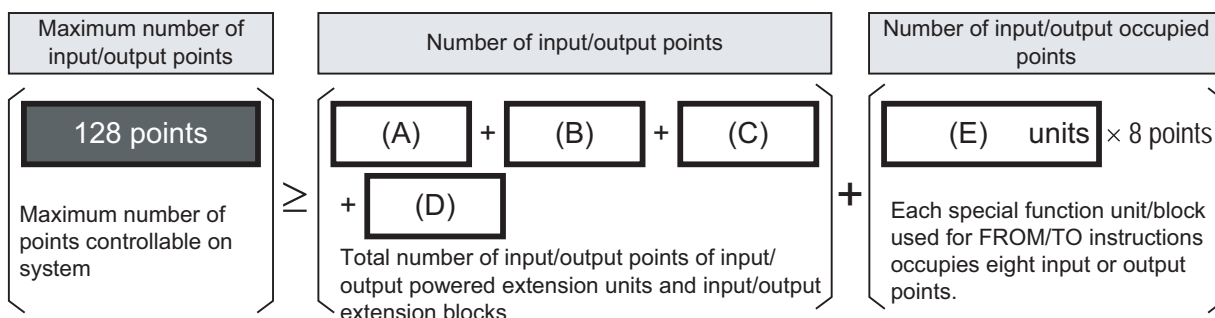 Maximum number of
input/output points
128 points
Maximum number of
points controllable on
system
≥
Number of input/output points
(A) + (B) + (C)
+ (D)
Total number of input/output points of input/
output powered extension units and input/output
extension blocks
+
Number of input/output occupied
points
(E) units × 8 points
Each special function unit/block
used for FROM/TO instructions
occupies eight input or output
points.